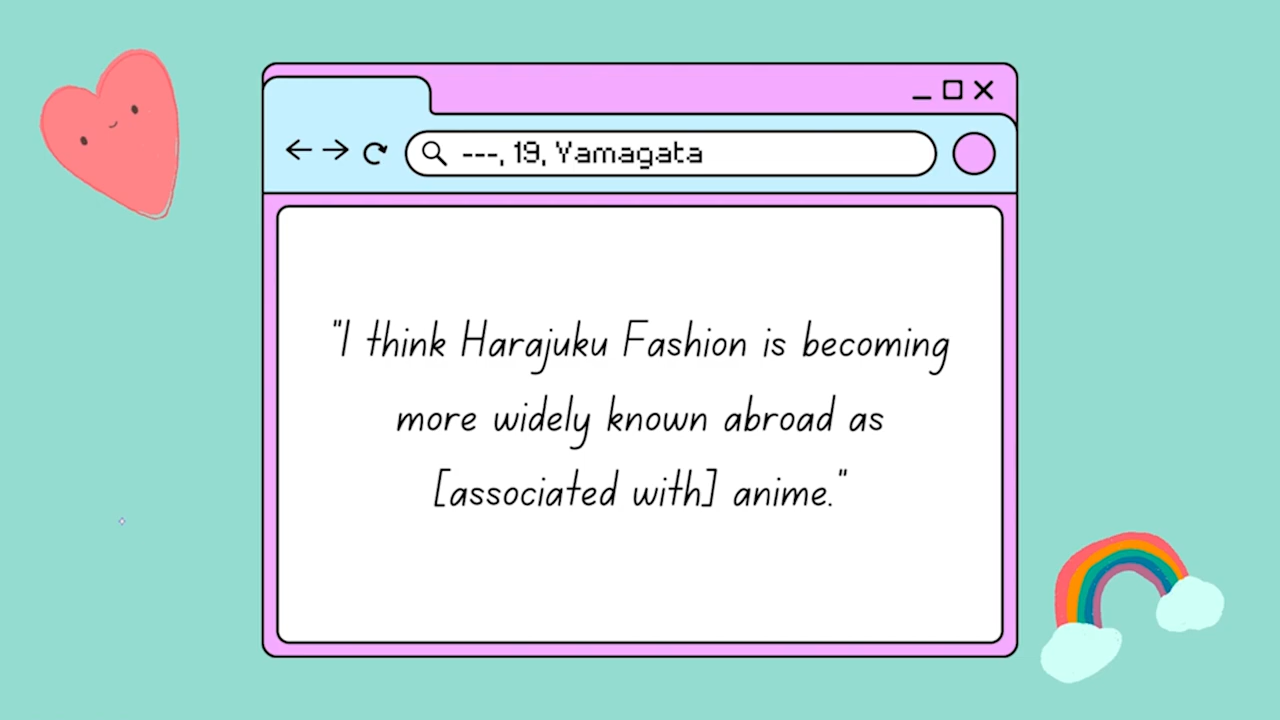 ---, 19, Yamagata
"I think Harajuku Fashion is becoming
more widely known abroad as
[associated with] anime."